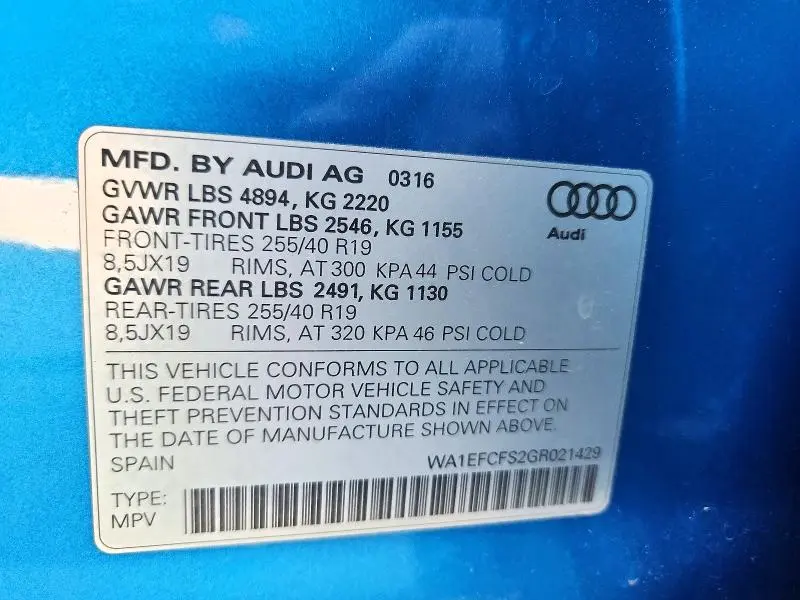 MFD. BY AUDI AG 0316
GVWR LBS 4894, KG 2220
GAWR FRONT LBS 2546, KG 1155
FRONT-TIRES 255/40 R19
8,5JX19 RIMS, AT 300 KPA 44 PSI COLD
GAWR REAR LBS 2491, KG 1130
REAR-TIRES 255/40 R19
8,5JX19 RIMS, AT 320 KPA 46 PSI COLD
Audi
THIS VEHICLE CONFORMS TO ALL APPLICABLE
U.S. FEDERAL MOTOR VEHICLE SAFETY AND
THEFT PREVENTION STANDARDS IN EFFECT ON
THE DATE OF MANUFACTURE SHOWN ABOVE.
SPAIN WA1EFCFS2GR021429
TYPE:
MPV